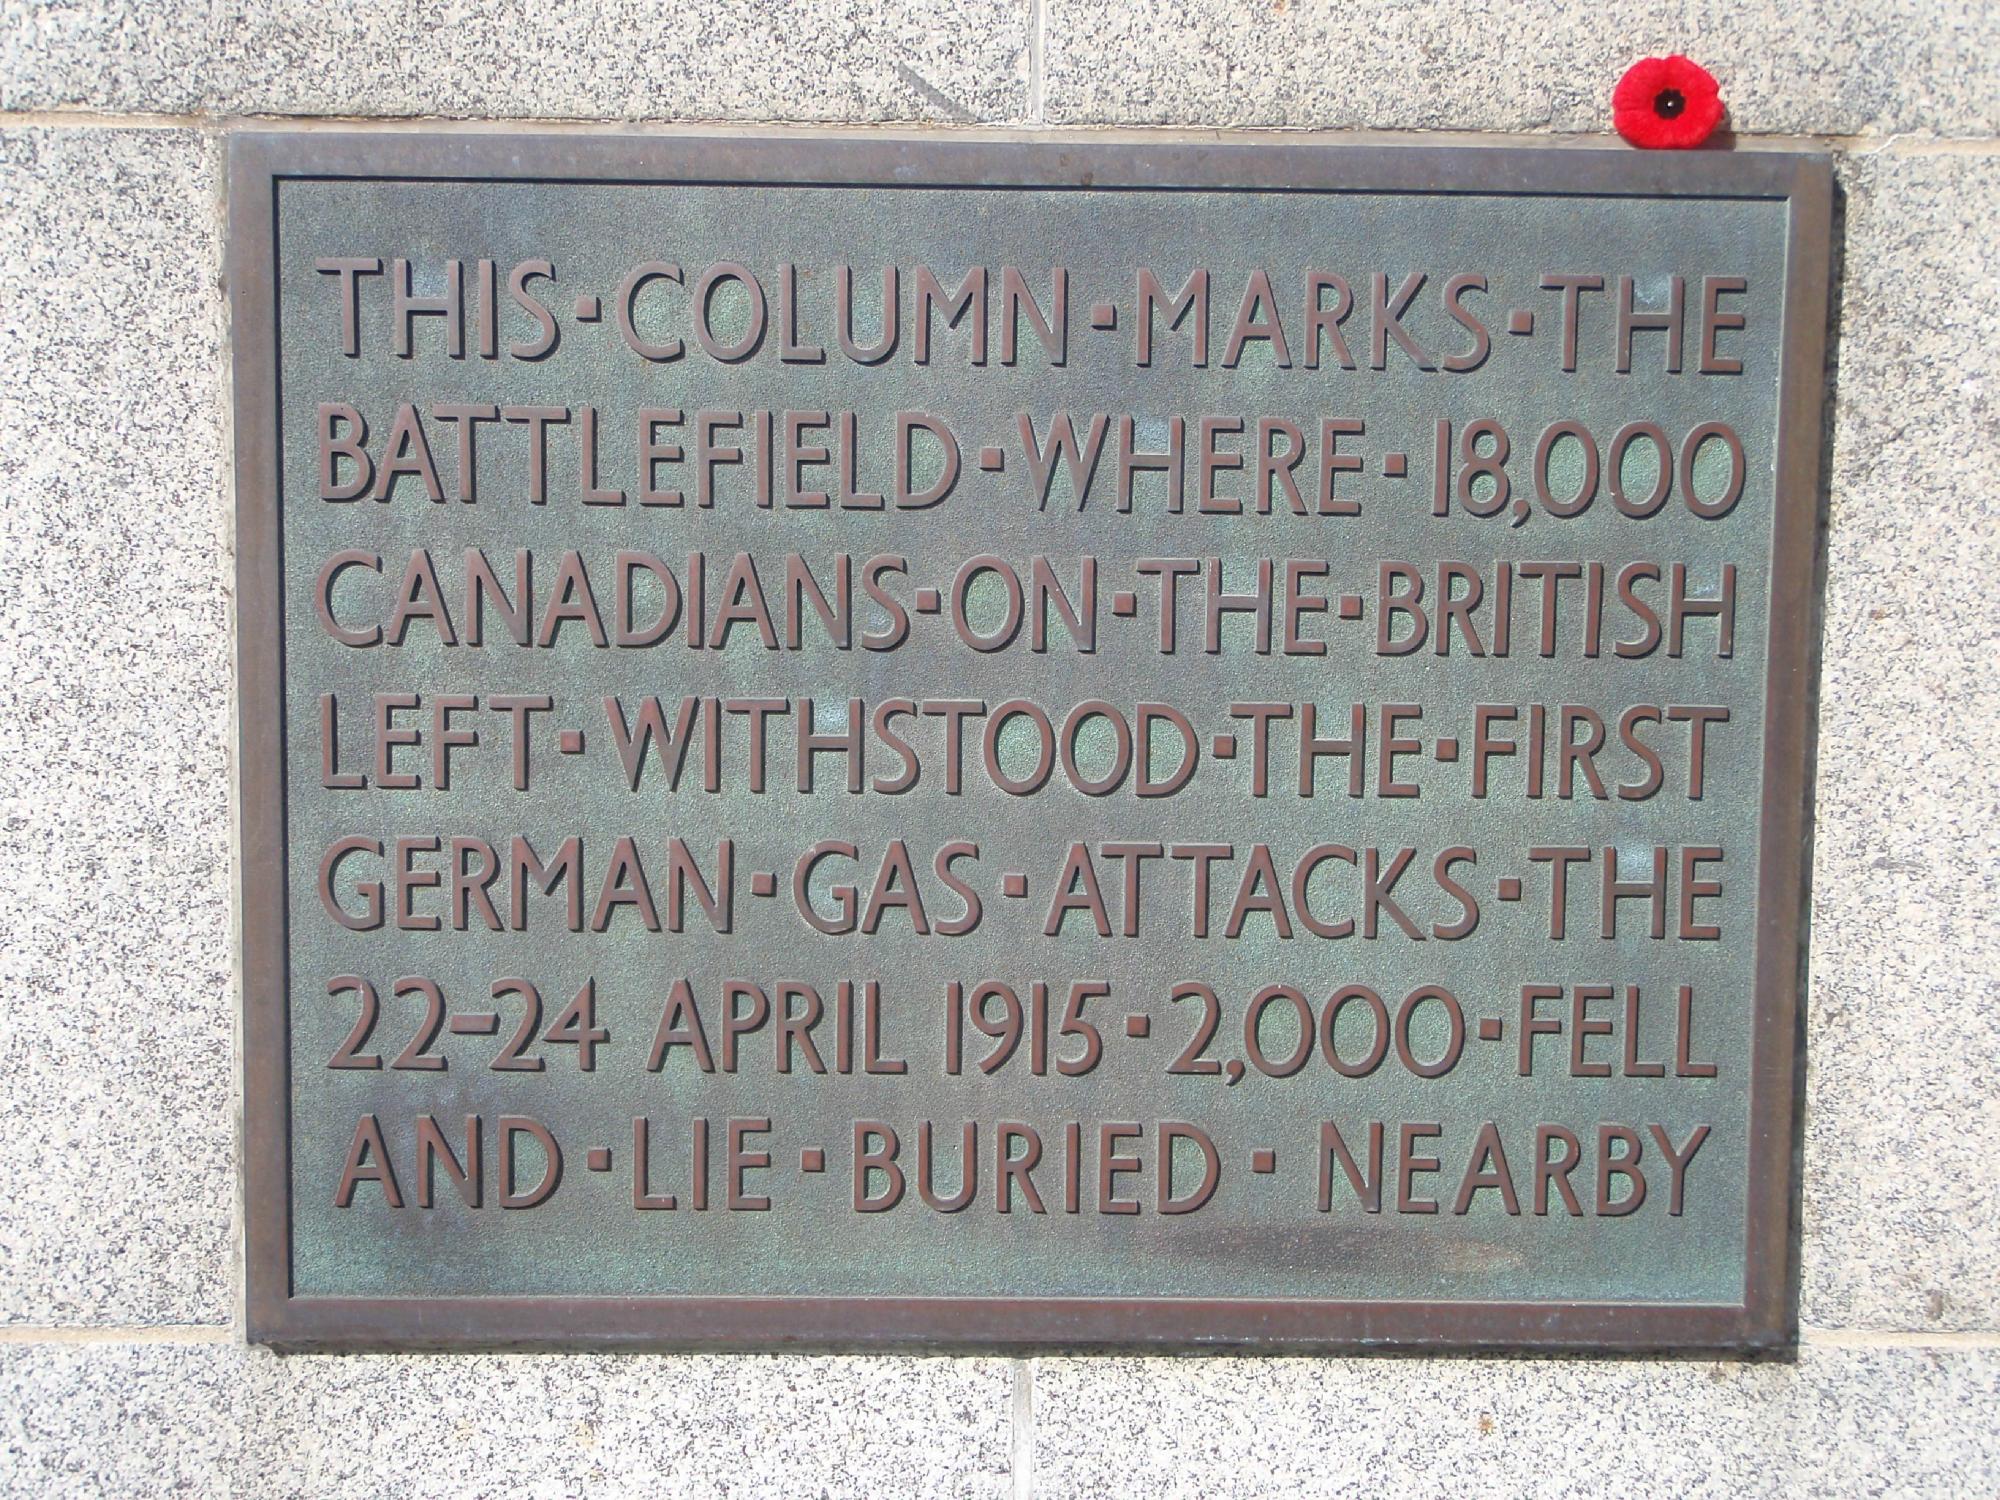 THIS·COLUMN·MARKS·THE
BATTLEFIELD·WHERE·18,000
CANADIANS·ON·THE·BRITISH
LEFT·WITHSTOOD·THE·FIRST
GERMAN·GAS·ATTACKS·THE
22-24 APRIL 1915·2,000·FELL
AND·LIE·BURIED·NEARBY